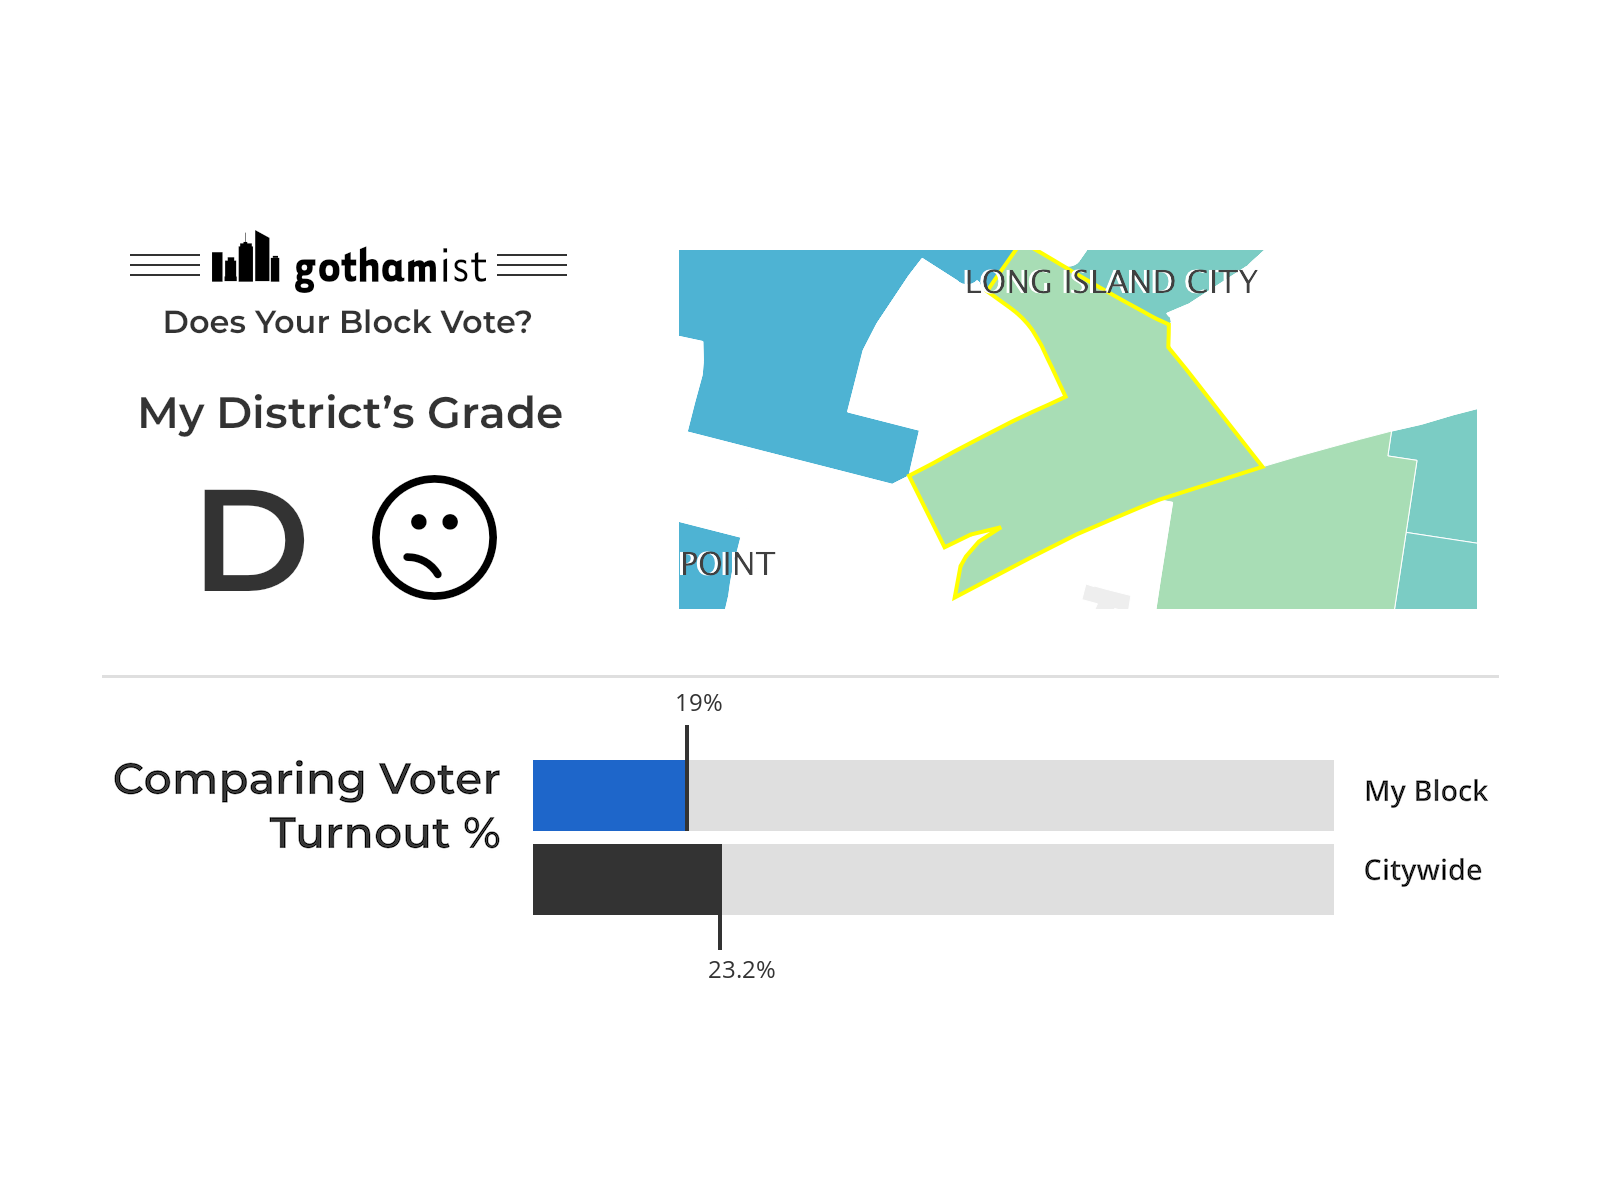 gothamist
Does Your Block Vote?
My District’s Grade
D
LONG ISLAND CITY
POINT
19%
Comparing Voter
Turnout %
My Block
Citywide
23.2%